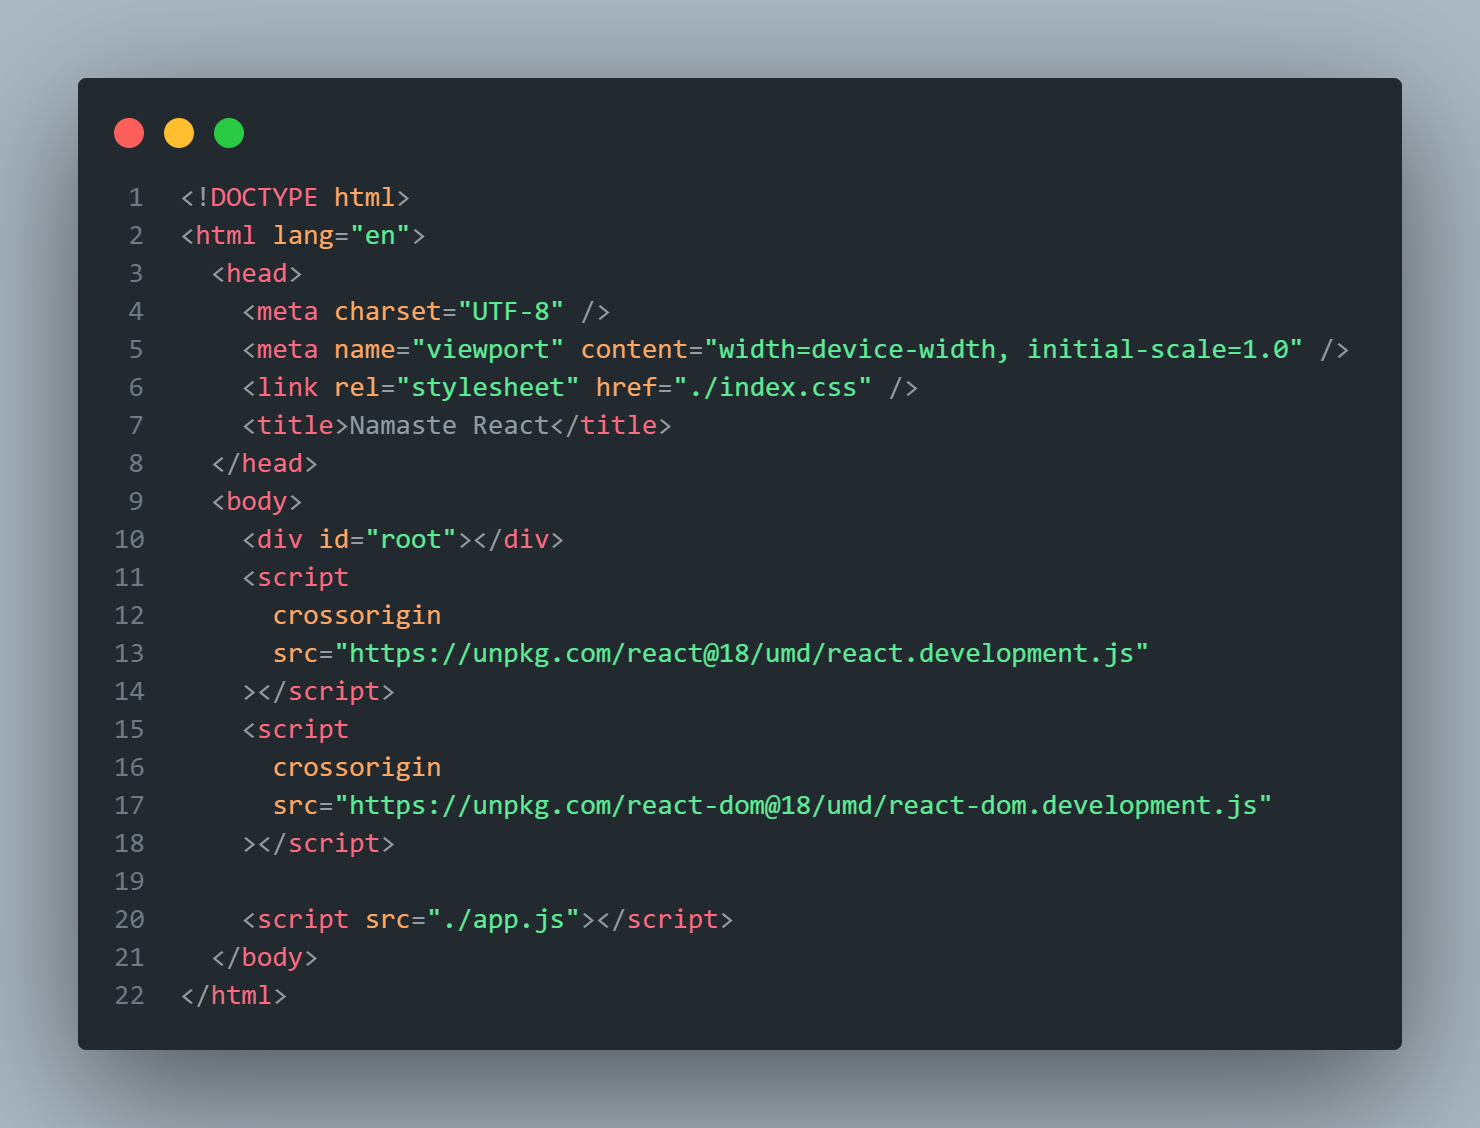 1 <!DOCTYPE html>
2 <html lang="en">
3   <head>
4     <meta charset="UTF-8" />
5     <meta name="viewport" content="width=device-width, initial-scale=1.0" />
6     <link rel="stylesheet" href="./index.css" />
7     <title>Namaste React</title>
8   </head>
9   <body>
10     <div id="root"></div>
11     <script
12       crossorigin
13       src="https://unpkg.com/react@18/umd/react.development.js"
14     ></script>
15     <script
16       crossorigin
17       src="https://unpkg.com/react-dom@18/umd/react-dom.development.js"
18     ></script>
19
20     <script src="./app.js"></script>
21   </body>
22 </html>